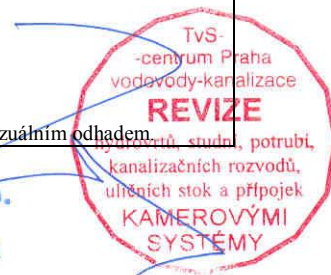 TvS-
-centrum Praha
vodovody-kanalizace
REVIZE
zuálním odhadem
hydrovrtů, studní, potrubí,
kanalizačních rozvodů,
uličních stok a přípojek
KAMEROVÝMI
SYSTÉMY